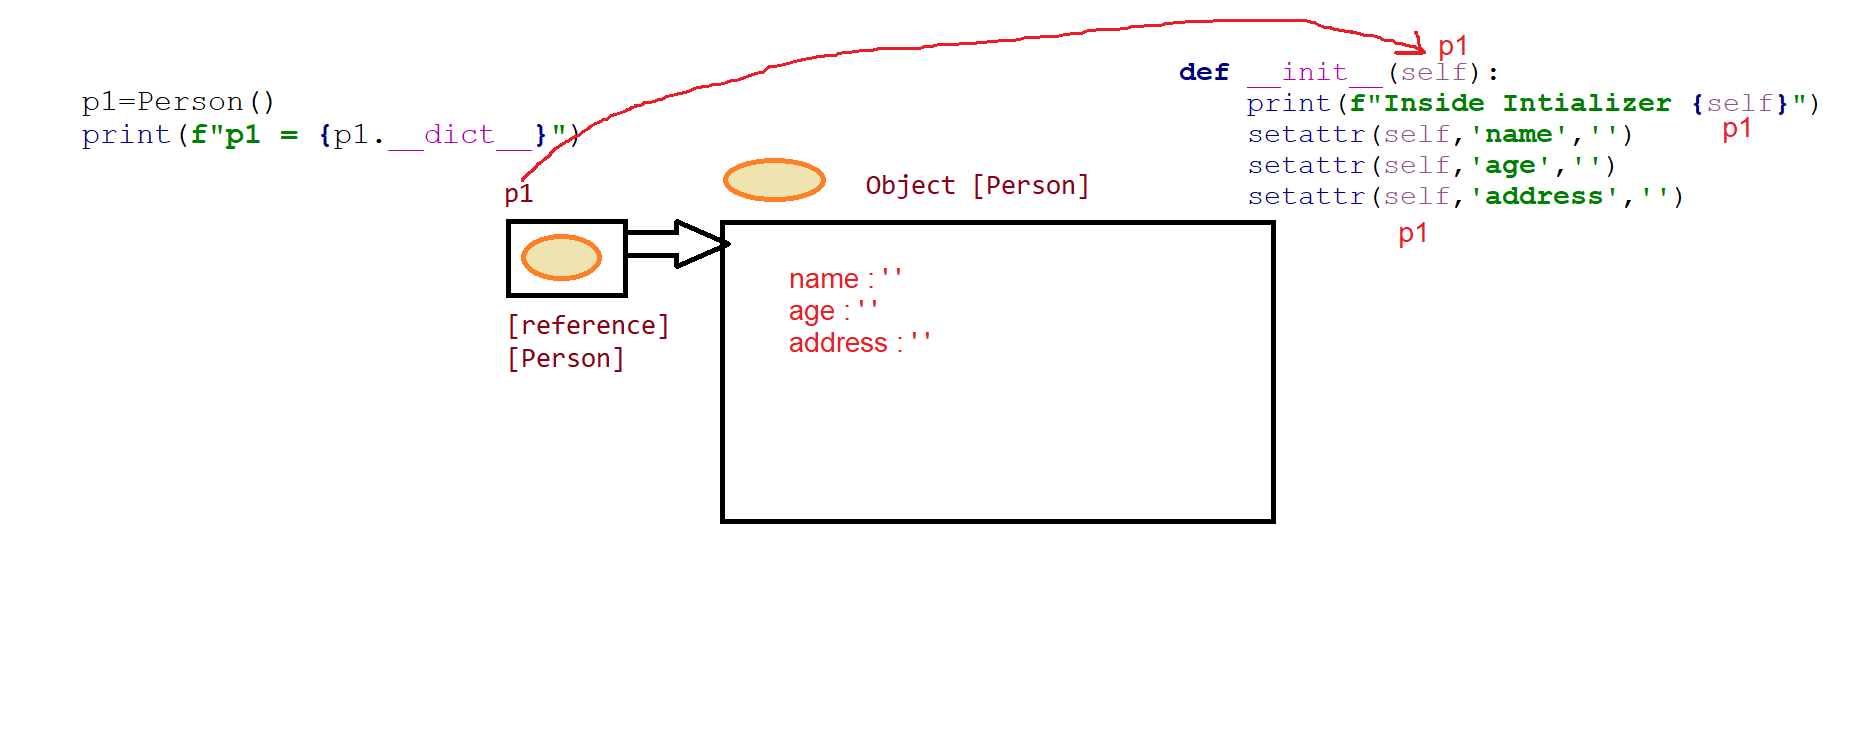 p1=Person()
print(f"p1 = {p1.__dict__}")
p1
def __init__(self):
print(f"Inside Intializer {self}")
p1
setattr(self,'name','')
setattr(self,'age','')
setattr(self,'address','')
p1
p1
Object [Person]
[reference]
[Person]
name : ' '
age : ' '
address : ' '